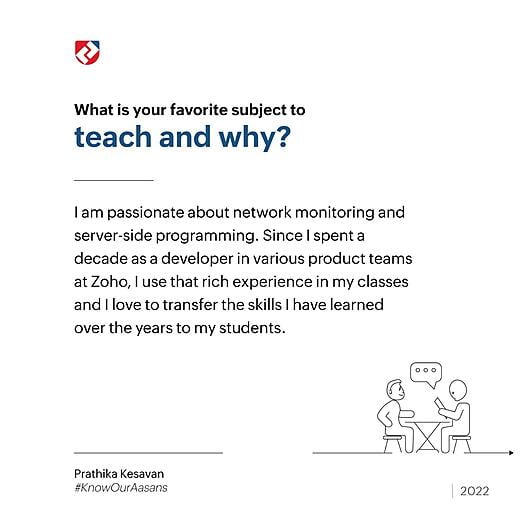 What is your favorite subject to
teach and why?
I am passionate about network monitoring and
server-side programming. Since I spent a
decade as a developer in various product teams
at Zoho, I use that rich experience in my classes
and I love to transfer the skills I have learned
over the years to my students.
Prathika Kesavan
#KnowOurAasans
2022